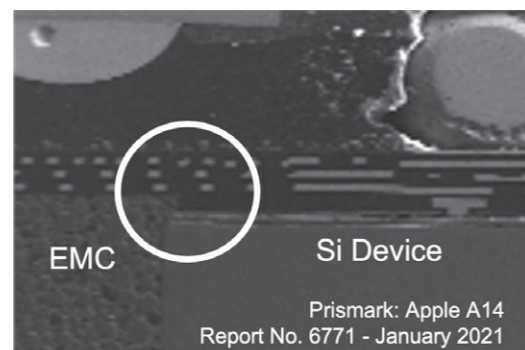 EMC
Si Device
Prismark: Apple A14
Report No. 6771 - January 2021